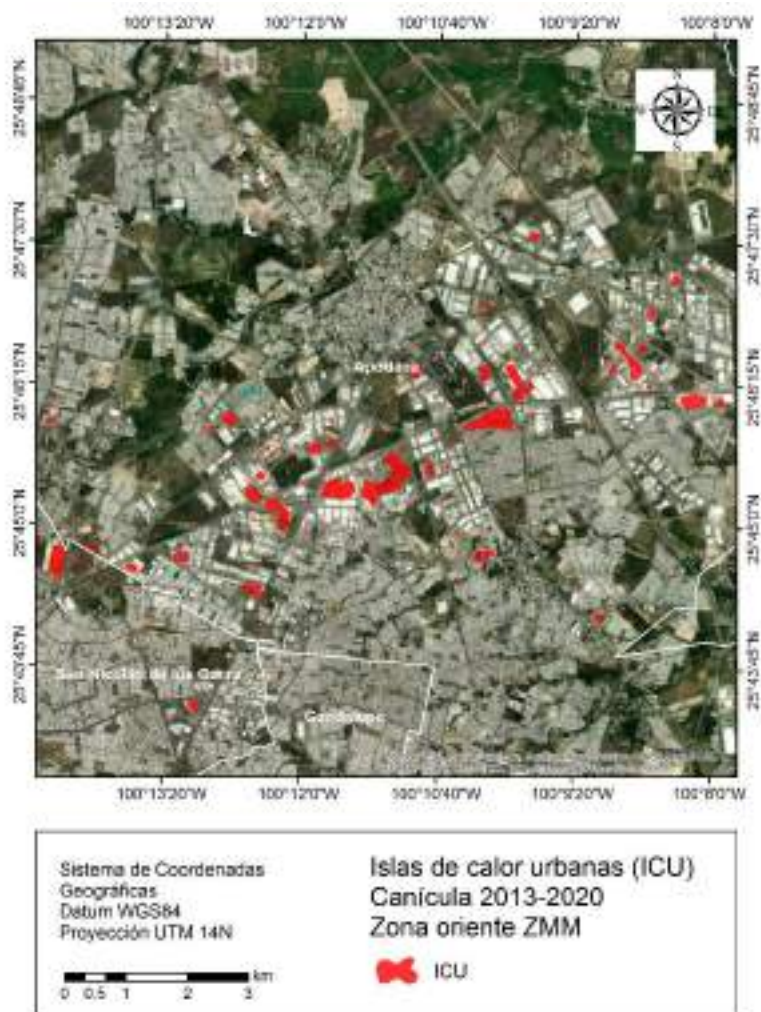 100°13'20"W 100°12'0"W 100°10'40"W 100°9'20"W 100°8'0"W
25°48'45"N 25°48'45"N
25°47'30"N 25°47'30"N
25°46'15"N 25°46'15"N
Apodaca
25°45'0"N 25°45'0"N
25°43'45"N 25°43'45"N
San Nicolás de los Garza
Guadalupe
100°13'20"W 100°12'0"W 100°10'40"W 100°9'20"W 100°8'0"W
Sistema de Coordenadas
Geográficas
Datum WGS84
Proyección UTM 14N
km
0 0.5 1 2 3
Islas de calor urbanas (ICU)
Canícula 2013-2020
Zona oriente ZMM
ICU